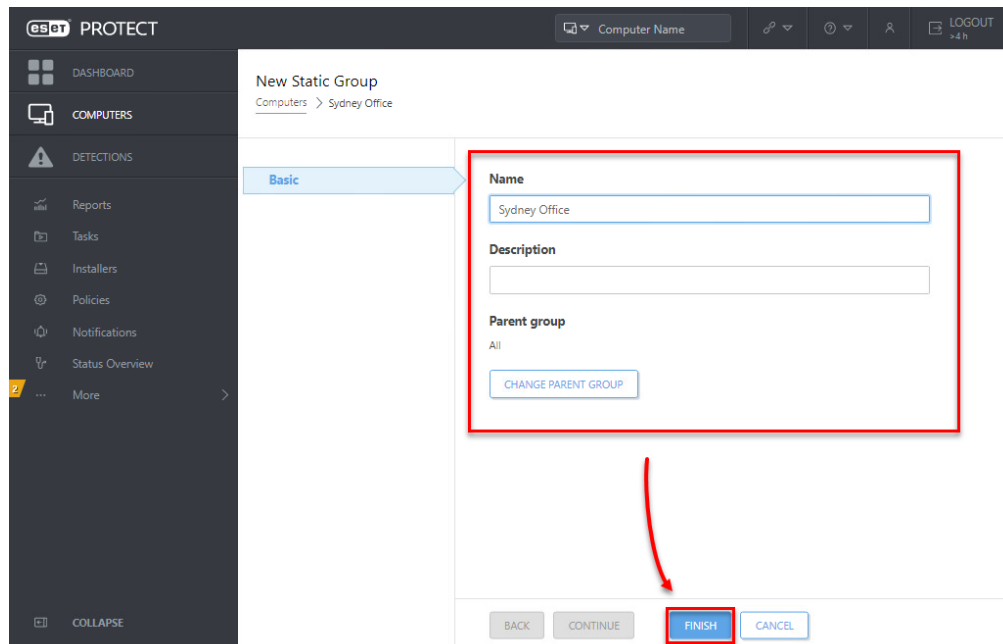 eset PROTECT
Computer Name
LOGOUT
>4 h
DASHBOARD
COMPUTERS
DETECTIONS
Reports
Tasks
Installers
Policies
Notifications
Status Overview
2
... More
COLLAPSE
New Static Group
Computers > Sydney Office
Basic
Name
Sydney Office
Description
Parent group
All
CHANGE PARENT GROUP
BACK CONTINUE FINISH CANCEL